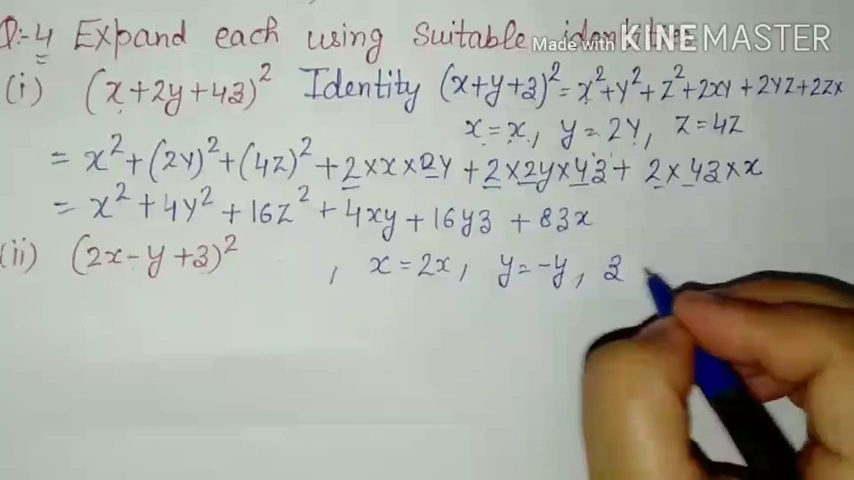 Q:-4 Expand each using Suitable identities
Made with KINEMASTER
(i) (x+2y+4z)² Identity (x+y+z)² = x²+y²+z²+2xy+2yz+2zx
x=x, y=2y, z=4z
= x²+(2y)²+(4z)²+2×x×2y+2×2y×4z+2×4z×x
= x²+4y²+16z²+4xy+16yz+8zx
(ii) (2x-y+z)² , x=2x, y=-y, z